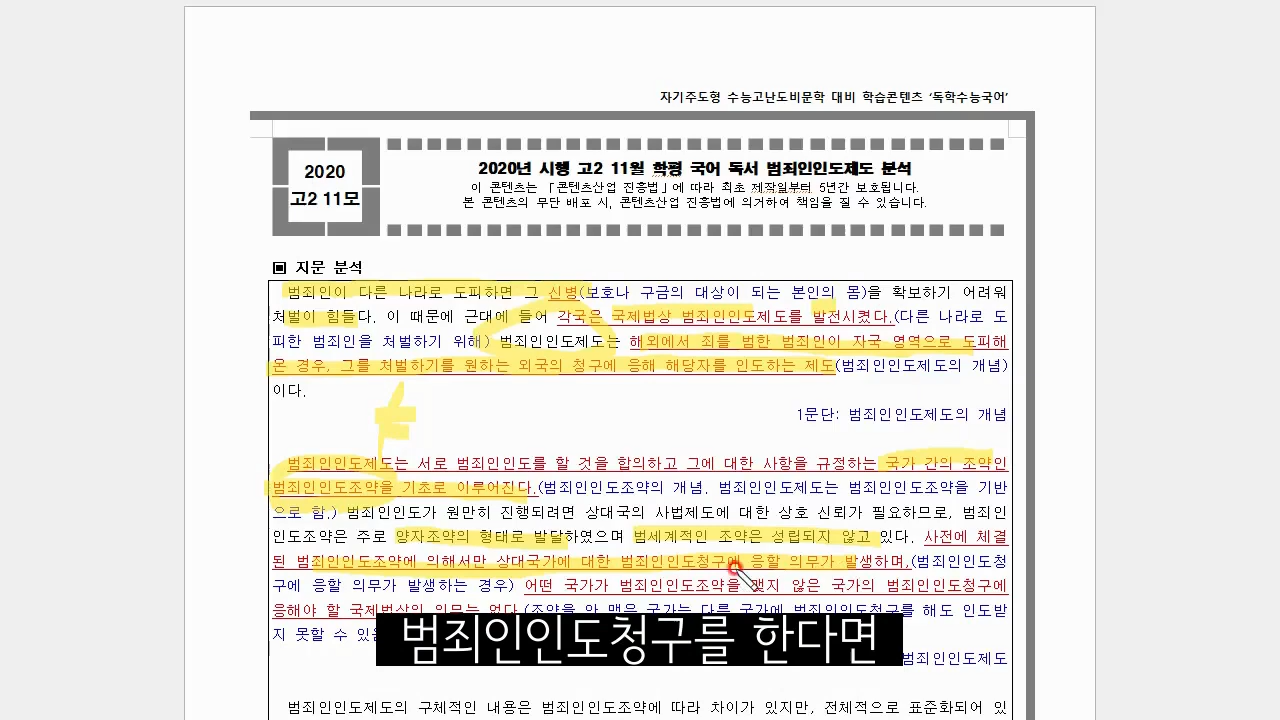 자기주도형 수능고난도비문학 대비 학습콘텐츠 ‘독학수능국어’
2020
고2 11모
2020년 시행 고2 11월 학평 국어 독서 범죄인인도제도 분석
이 콘텐츠는 「콘텐츠산업 진흥법」에 따라 최초 제작일부터 5년간 보호됩니다.
본 콘텐츠의 무단 배포 시, 콘텐츠산업 진흥법에 의거하여 책임을 질 수 있습니다.
▣ 지문 분석
범죄인이 다른 나라로 도피하면 그 신병(보호나 구금의 대상이 되는 본인의 몸)을 확보하기 어려워
처벌이 힘들다. 이 때문에 근대에 들어 각국은 국제법상 범죄인인도제도를 발전시켰다.(다른 나라로 도
피한 범죄인을 처벌하기 위해) 범죄인인도제도는 해외에서 죄를 범한 범죄인이 자국 영역으로 도피해
온 경우, 그를 처벌하기를 원하는 외국의 청구에 응해 해당자를 인도하는 제도(범죄인인도제도의 개념)
이다.
1문단: 범죄인인도제도의 개념
범죄인인도제도는 서로 범죄인인도를 할 것을 합의하고 그에 대한 사항을 규정하는 국가 간의 조약인
범죄인인도조약을 기초로 이루어진다.(범죄인인도조약의 개념. 범죄인인도제도는 범죄인인도조약을 기반
으로 함.) 범죄인인도가 원만히 진행되려면 상대국의 사법제도에 대한 상호 신뢰가 필요하므로, 범죄인
인도조약은 주로 양자조약의 형태로 발달하였으며 범세계적인 조약은 성립되지 않고 있다. 사전에 체결
된 범죄인인도조약에 의해서만 상대국가에 대한 범죄인인도청구에 응할 의무가 발생하며,(범죄인인도청
구에 응할 의무가 발생하는 경우) 어떤 국가가 범죄인인도조약을 맺지 않은 국가의 범죄인인도청구에
응해야 할 국제법상의 의무는 없다.(조약을 안 맺은 국가는 다른 국가에 범죄인인도청구를 해도 인도받
지 못할 수 있
범죄인인도제도
범죄인인도청구를 한다면
범죄인인도제도의 구체적인 내용은 범죄인인도조약에 따라 차이가 있지만, 전체적으로 표준화되어 있